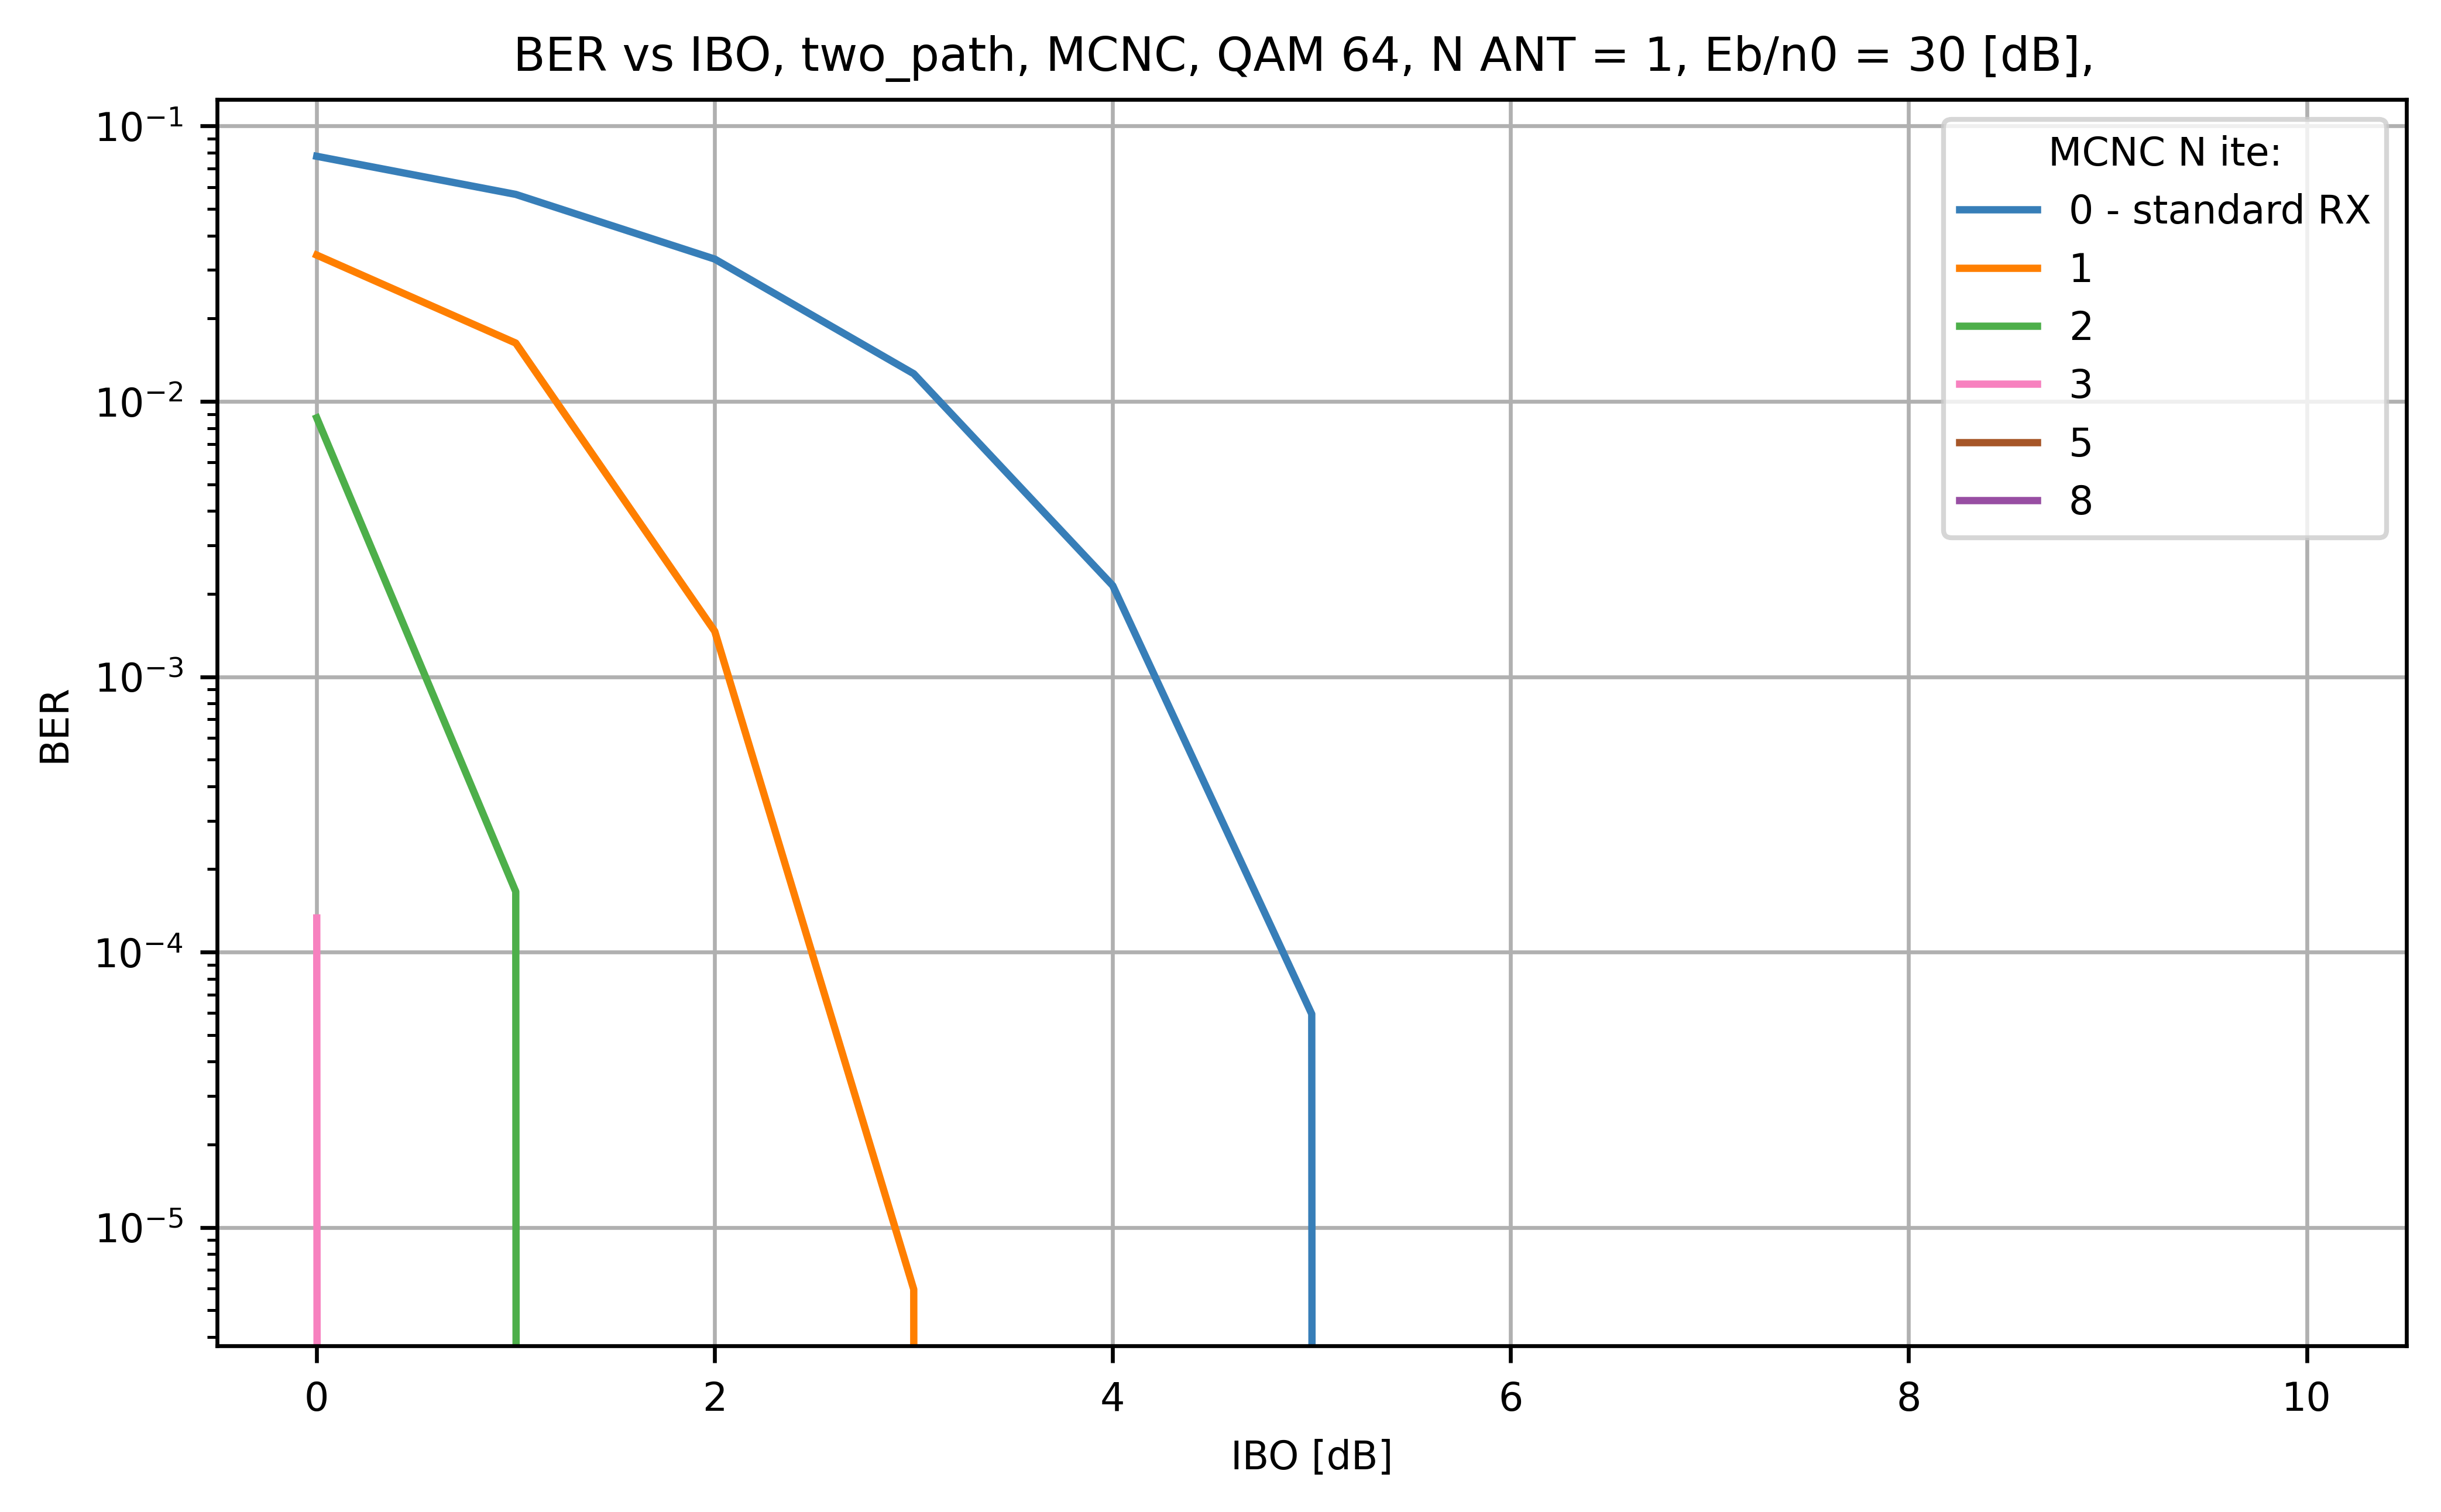 BER vs IBO, two_path, MCNC, QAM 64, N ANT = 1, Eb/n0 = 30 [dB],
MCNC N ite:
0 - standard RX
1
2
3
5
8
10⁻¹
10⁻²
10⁻³
10⁻⁴
10⁻⁵
BER
0 2 4 6 8 10
IBO [dB]